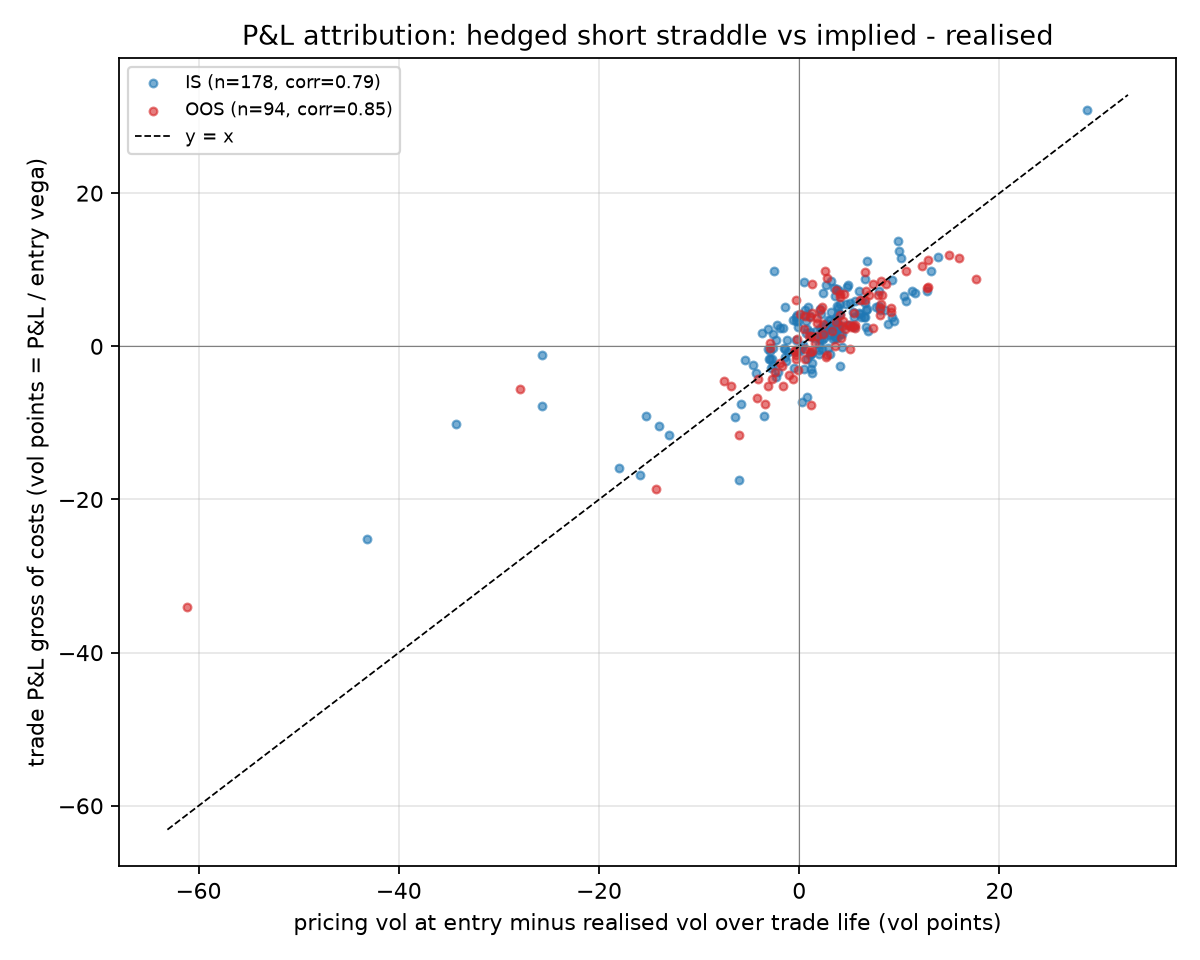 P&L attribution: hedged short straddle vs implied - realised
IS (n=178, corr=0.79)
OOS (n=94, corr=0.85)
y = x
trade P&L gross of costs (vol points = P&L / entry vega)
20
0
−20
−40
−60
−60
−40
−20
0
20
pricing vol at entry minus realised vol over trade life (vol points)